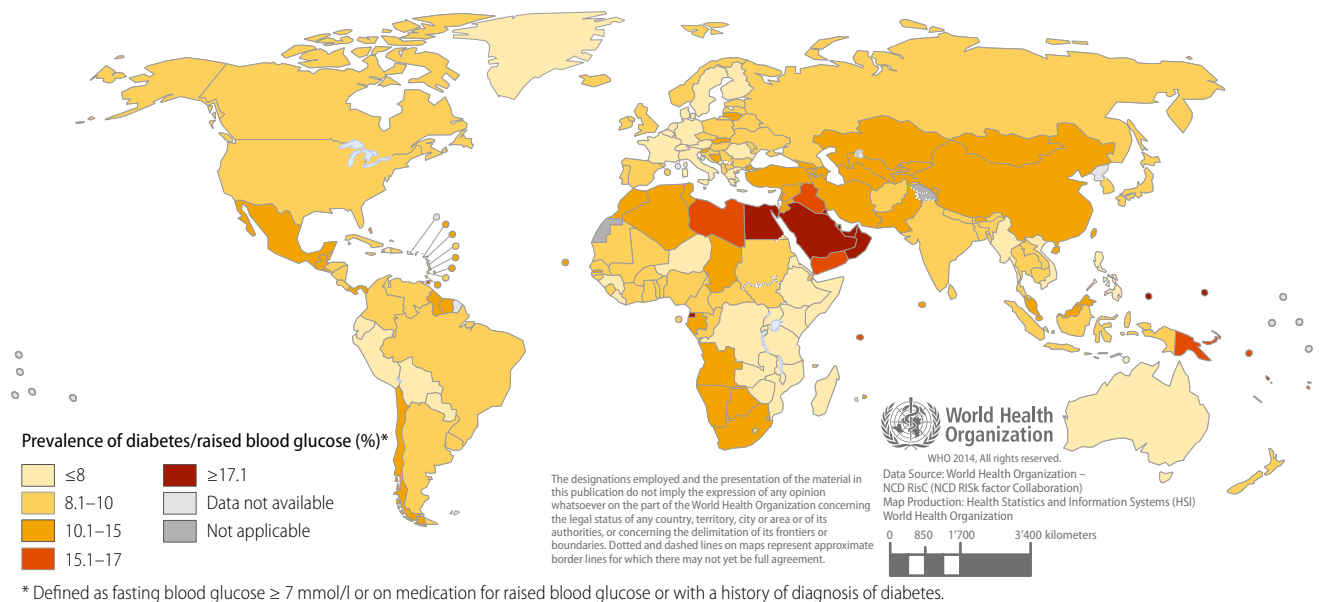 Prevalence of diabetes/raised blood glucose (%)*
≤8
8.1–10
10.1–15
15.1–17
≥17.1
Data not available
Not applicable
The designations employed and the presentation of the material in
this publication do not imply the expression of any opinion
whatsoever on the part of the World Health Organization concerning
the legal status of any country, territory, city or area or of its
authorities, or concerning the delimitation of its frontiers or
boundaries. Dotted and dashed lines on maps represent approximate
border lines for which there may not yet be full agreement.
World Health
Organization
WHO 2014, All rights reserved.
Data Source: World Health Organization –
NCD RisC (NCD RISk factor Collaboration)
Map Production: Health Statistics and Information Systems (HSI)
World Health Organization
0 850 1'700 3'400 kilometers
* Defined as fasting blood glucose ≥ 7 mmol/l or on medication for raised blood glucose or with a history of diagnosis of diabetes.